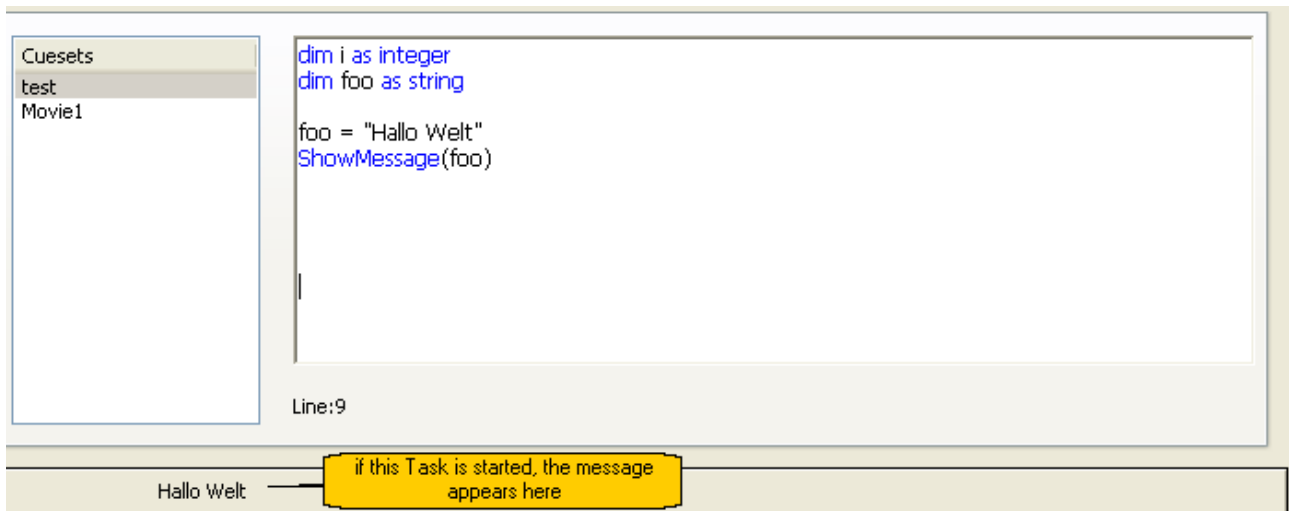 Cuesets
test
Movie1
dim i as integer
dim foo as string
foo = "Hallo Welt"
ShowMessage(foo)
Line:9
if this Task is started, the message
appears here
Hallo Welt